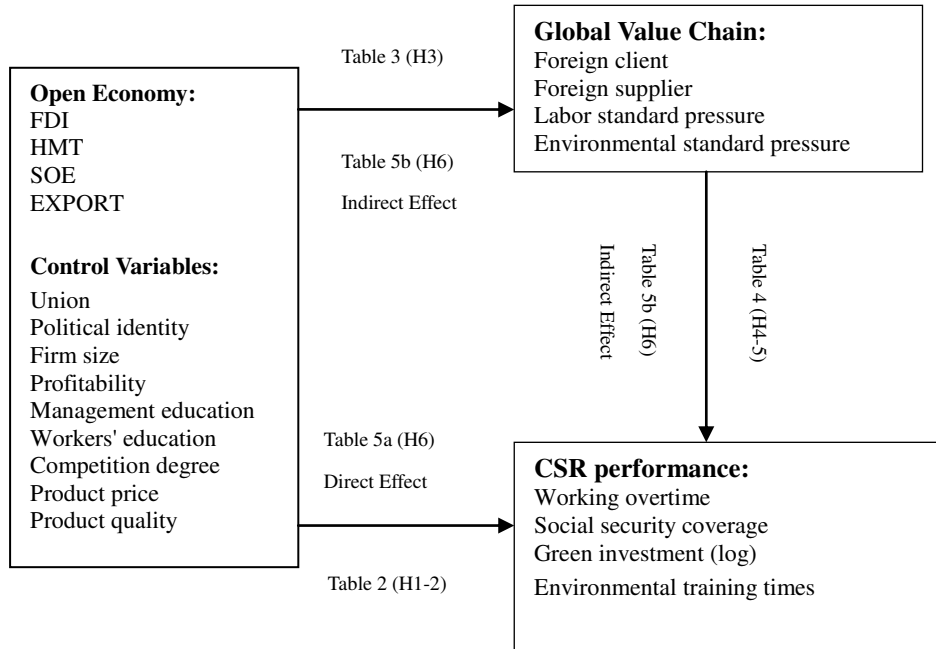 Open Economy:
FDI
HMT
SOE
EXPORT
Control Variables:
Union
Political identity
Firm size
Profitability
Management education
Workers' education
Competition degree
Product price
Product quality
Table 3 (H3)
Table 5b (H6)
Indirect Effect
Global Value Chain:
Foreign client
Foreign supplier
Labor standard pressure
Environmental standard pressure
Table 4 (H4-5)
Table 5b (H6)
Indirect Effect
Table 5a (H6)
Direct Effect
Table 2 (H1-2)
CSR performance:
Working overtime
Social security coverage
Green investment (log)
Environmental training times